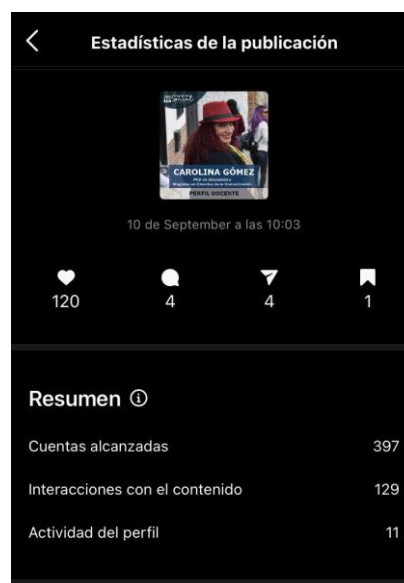 Estadísticas de la publicación
CAROLINA GÓMEZ
PERFIL DOCENTE
10 de September a las 10:03
120 4 4 1
Resumen
Cuentas alcanzadas 397
Interacciones con el contenido 129
Actividad del perfil 11